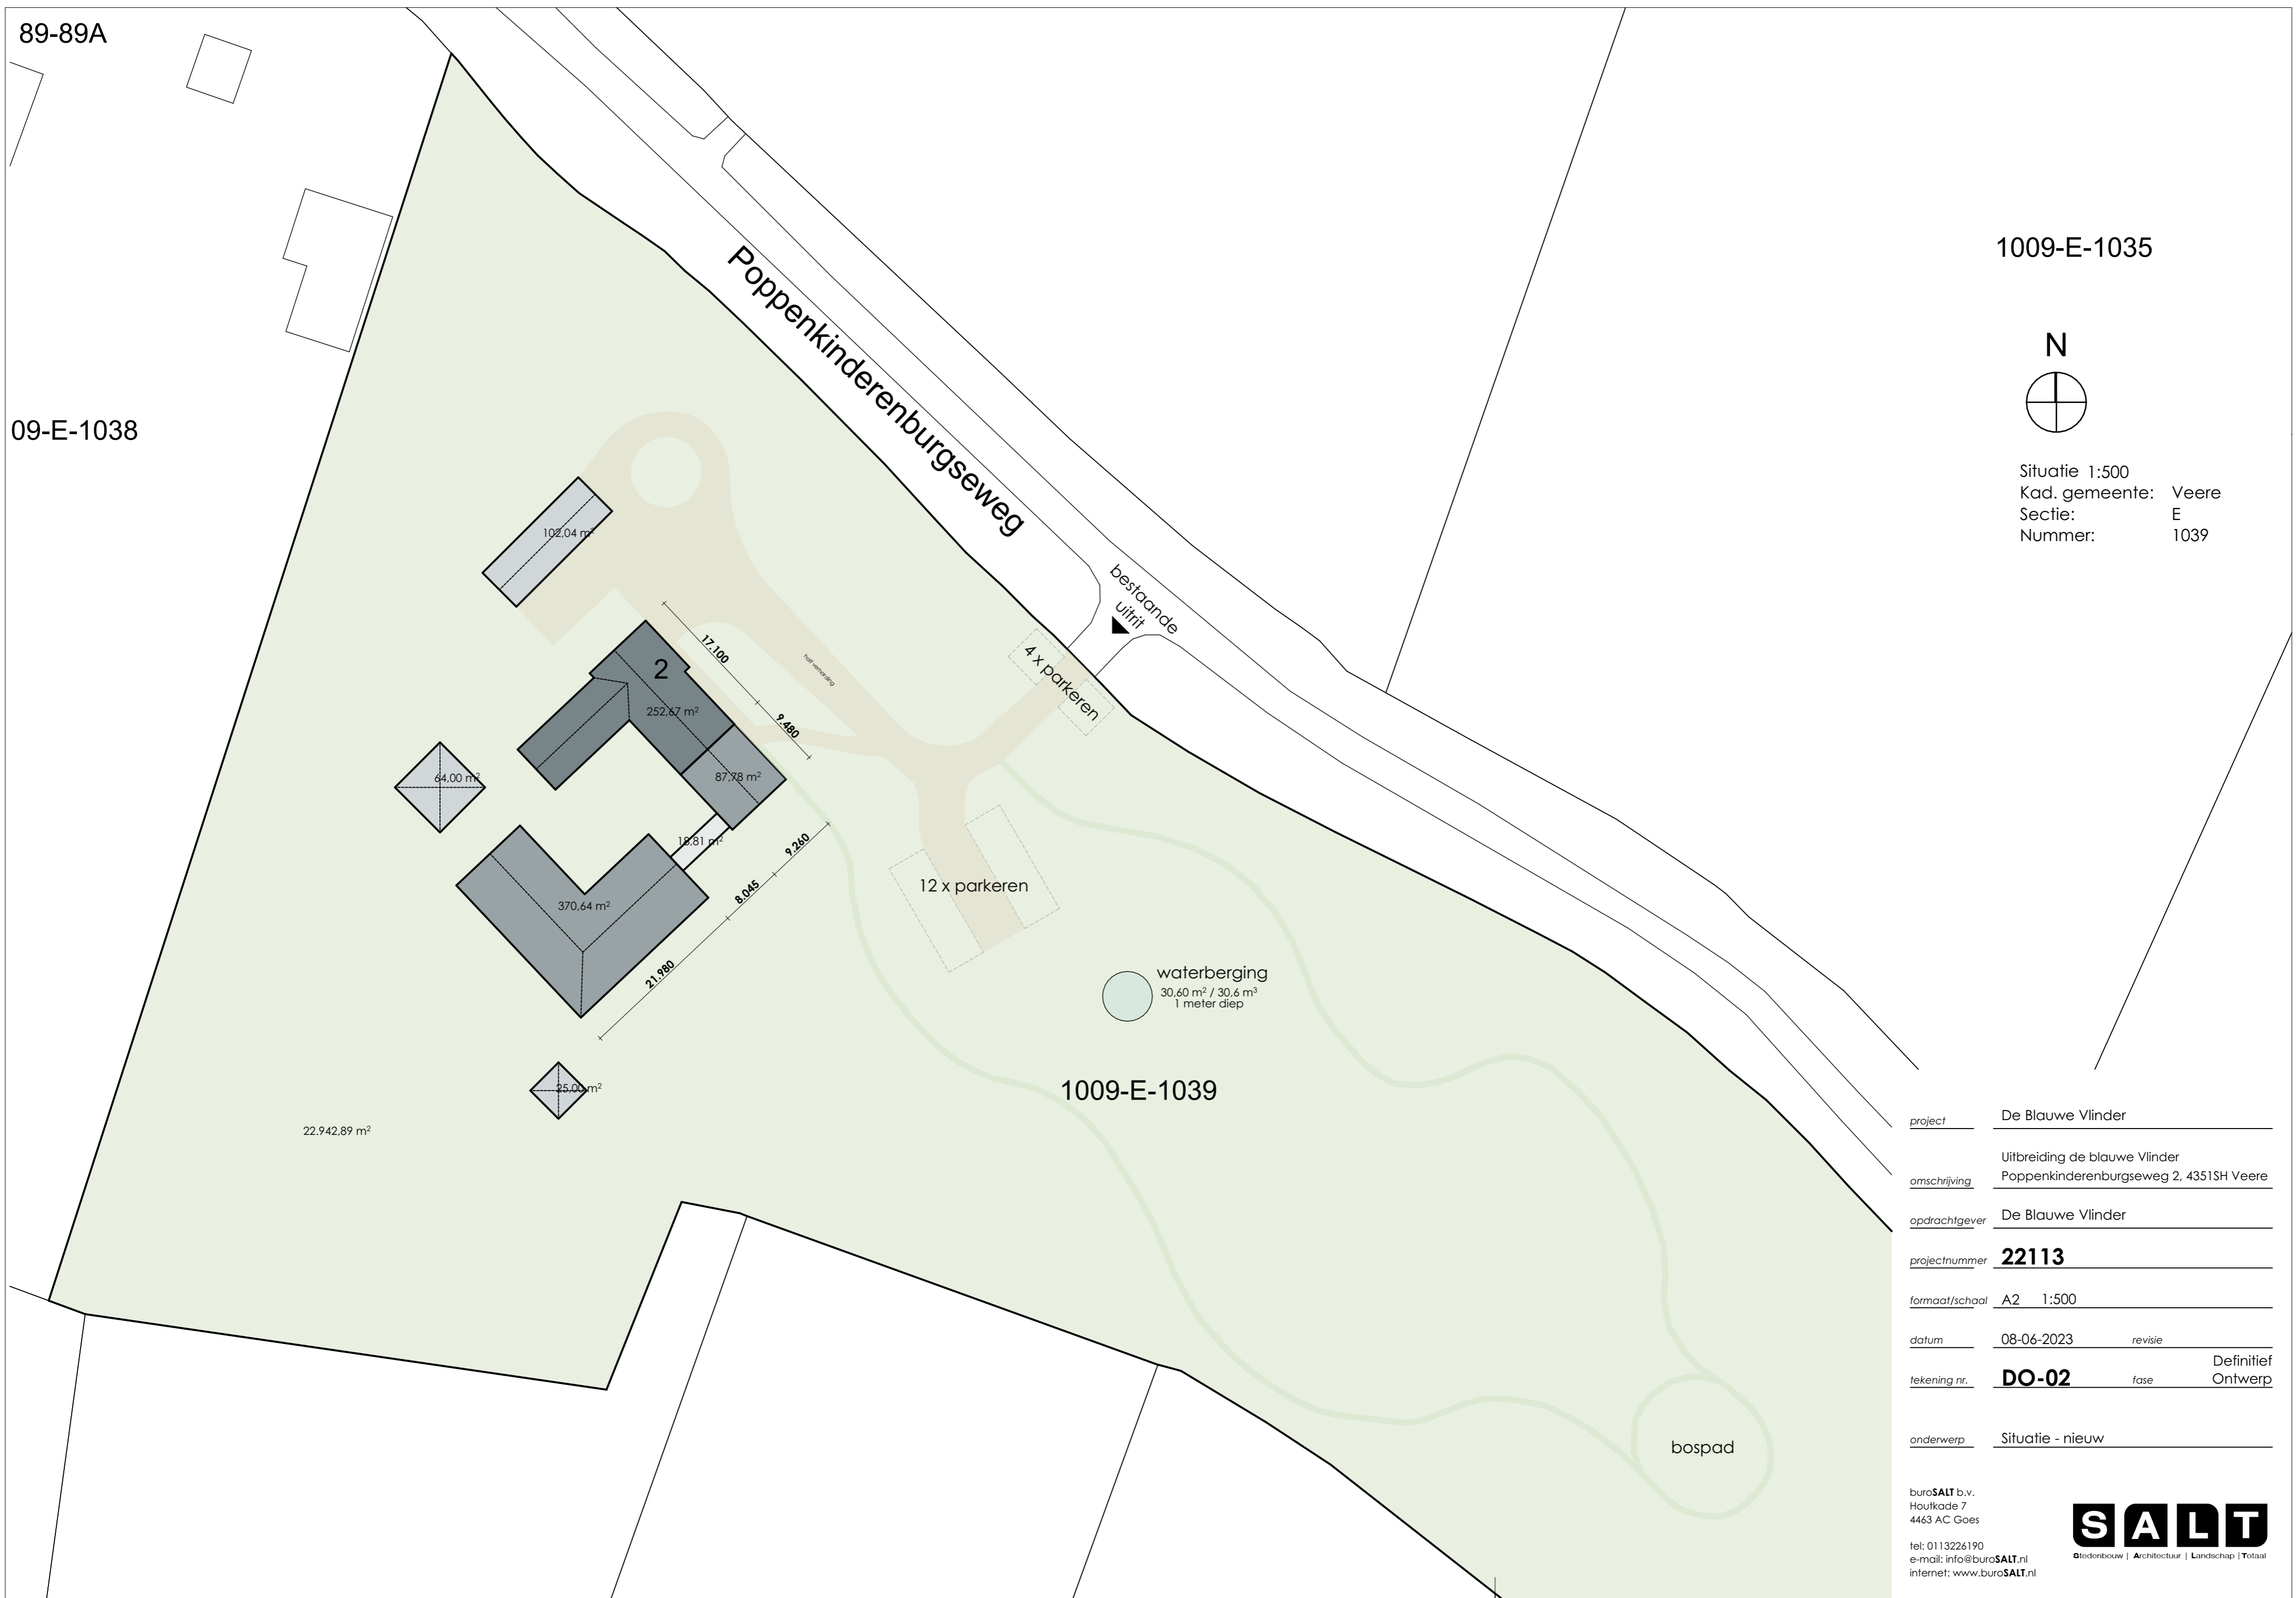 89-89A
09-E-1038
1009-E-1035
N
Situatie 1:500
Kad. gemeente: Veere
Sectie: E
Nummer: 1039
Poppenkinderenburgseweg
bestaande
uitrit
4 x parkeren
102,04 m²
2
252,67 m²
17.100
9.480
half verharding
64,00 m²
87,78 m²
18,81 m²
9.260
8.045
21.980
370,64 m²
12 x parkeren
waterberging
30,60 m² / 30,6 m³
1 meter diep
25,00 m²
1009-E-1039
22.942,89 m²
bospad
project De Blauwe Vlinder
Uitbreiding de blauwe Vlinder
omschrijving Poppenkinderenburgseweg 2, 4351SH Veere
opdrachtgever De Blauwe Vlinder
projectnummer 22113
formaat/schaal A2 1:500
datum 08-06-2023 revisie
Definitief
tekening nr. DO-02 fase Ontwerp
onderwerp Situatie - nieuw
buroSALT b.v.
Houtkade 7
4463 AC Goes
tel: 0113226190
e-mail: info@buroSALT.nl
internet: www.buroSALT.nl
SALT
Stedenbouw | Architectuur | Landschap | Totaal